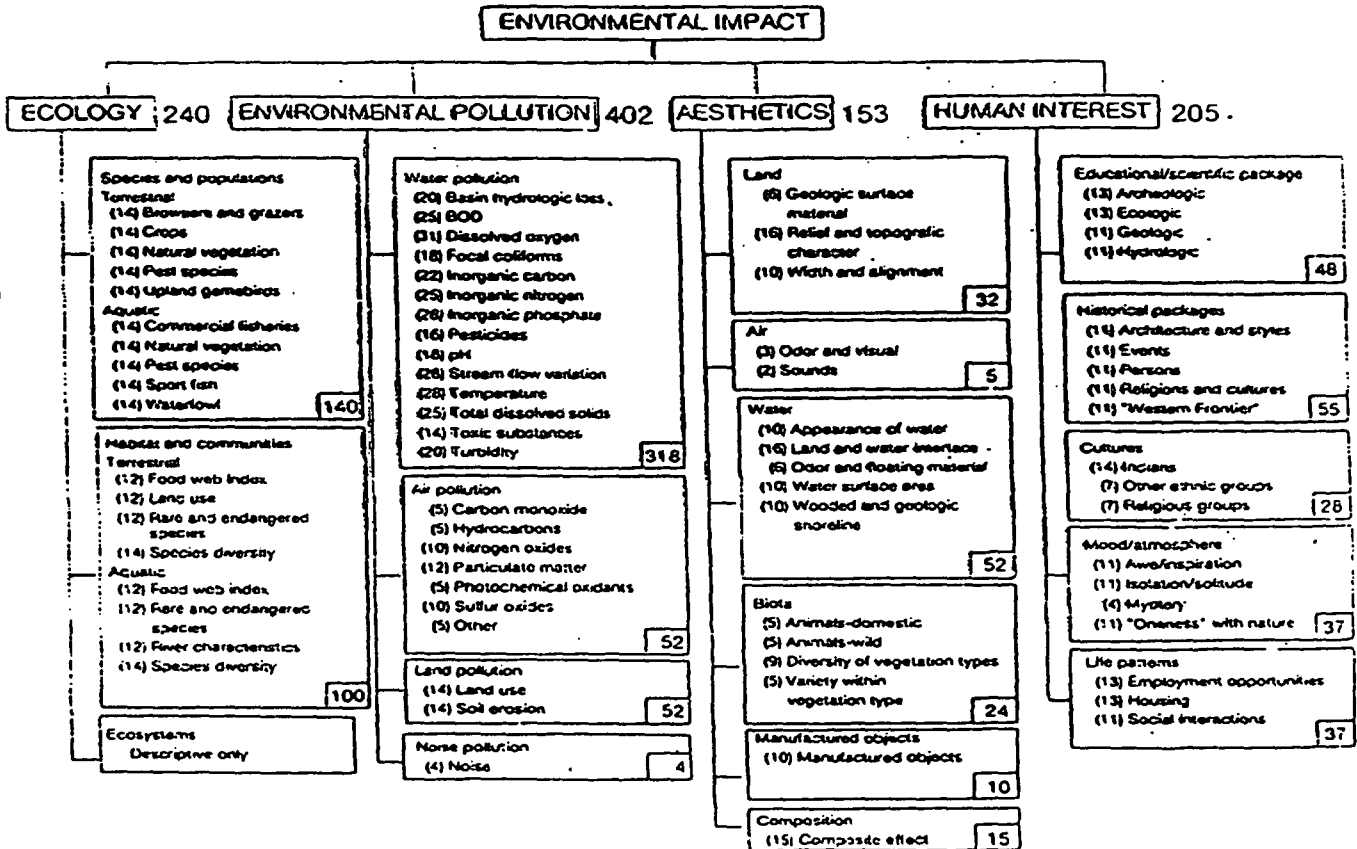 ENVIRONMENTAL IMPACT
ECOLOGY 240
ENVIRONMENTAL POLLUTION 402
AESTHETICS 153
HUMAN INTEREST 205
Species and populations
Terrestrial
(14) Browsers and grazers
(14) Crops
(14) Natural vegetation
(14) Pest species
(14) Upland gamebirds
Aquatic
(14) Commercial fisheries
(14) Natural vegetation
(14) Pest species
(14) Sport fish
(14) Waterfowl
140
Habitat and communities
Terrestrial
(12) Food web index
(12) Land use
(12) Rare and endangered
species
(14) Species diversity
Aquatic
(12) Food web index
(12) Rare and endangered
species
(12) River characteristics
(14) Species diversity
100
Ecosystems
Descriptive only
Water pollution
(20) Basin hydrologic loss
(25) BOD
(31) Dissolved oxygen
(18) Fecal coliforms
(22) Inorganic carbon
(25) Inorganic nitrogen
(28) Inorganic phosphate
(16) Pesticides
(18) pH
(28) Stream flow variation
(28) Temperature
(25) Total dissolved solids
(14) Toxic substances
(20) Turbidity
318
Air pollution
(5) Carbon monoxide
(5) Hydrocarbons
(10) Nitrogen oxides
(12) Particulate matter
(5) Photochemical oxidants
(10) Sulfur oxides
(5) Other
52
Land pollution
(14) Land use
(14) Soil erosion
52
Noise pollution
(4) Noise
4
Land
(6) Geologic surface
material
(16) Relief and topografic
character
(10) Width and alignment
32
Air
(3) Odor and visual
(2) Sounds
5
Water
(10) Appearance of water
(16) Land and water interface
(6) Odor and floating material
(10) Water surface area
(10) Wooded and geologic
shoreline
52
Biota
(5) Animals-domestic
(5) Animals-wild
(9) Diversity of vegetation types
(5) Variety within
vegetation type
24
Manufactured objects
(10) Manufactured objects
10
Composition
(15) Composite effect
15
Educational/scientific package
(13) Archeologic
(13) Ecologic
(11) Geologic
(11) Hydrologic
48
Historical packages
(11) Architecture and styles
(11) Events
(11) Persons
(11) Religions and cultures
(11) "Western Frontier"
55
Cultures
(14) Indians
(7) Other ethnic groups
(7) Religious groups
28
Mood/atmosphere
(11) Awe/inspiration
(11) Isolation/solitude
(4) Mystery
(11) "Oneness" with nature
37
Life patterns
(13) Employment opportunities
(13) Housing
(11) Social interactions
37